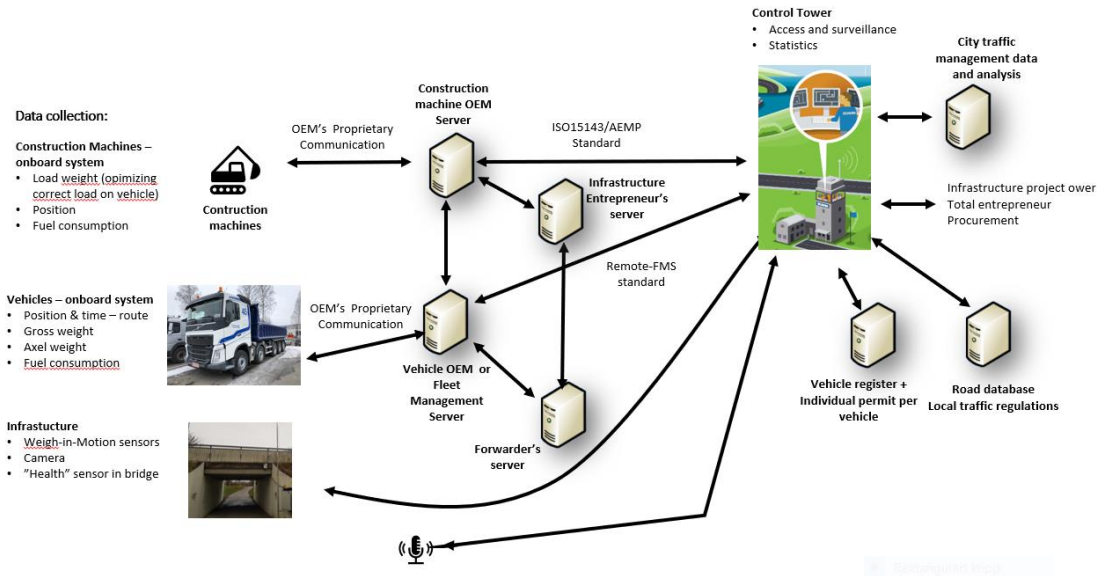 Control Tower
• Access and surveillance
• Statistics
City traffic
management data
and analysis
Construction
machine OEM
Server
Data collection:
OEM's Proprietary
Communication
ISO15143/AEMP
Standard
Construction Machines –
onboard system
• Load weight (opimizing
correct load on vehicle)
• Position
• Fuel consumption
Contruction
machines
Infrastructure
Entrepreneur's
server
Infrastructure project ower
Total entrepreneur
Procurement
Remote-FMS
standard
Vehicles – onboard system
• Position & time – route
• Gross weight
• Axel weight
• Fuel consumption
OEM's Proprietary
Communication
Vehicle OEM or
Fleet
Management
Server
Vehicle register +
Individual permit per
vehicle
Road database
Local traffic regulations
Infrastucture
• Weigh-in-Motion sensors
• Camera
• ”Health” sensor in bridge
Forwarder's
server